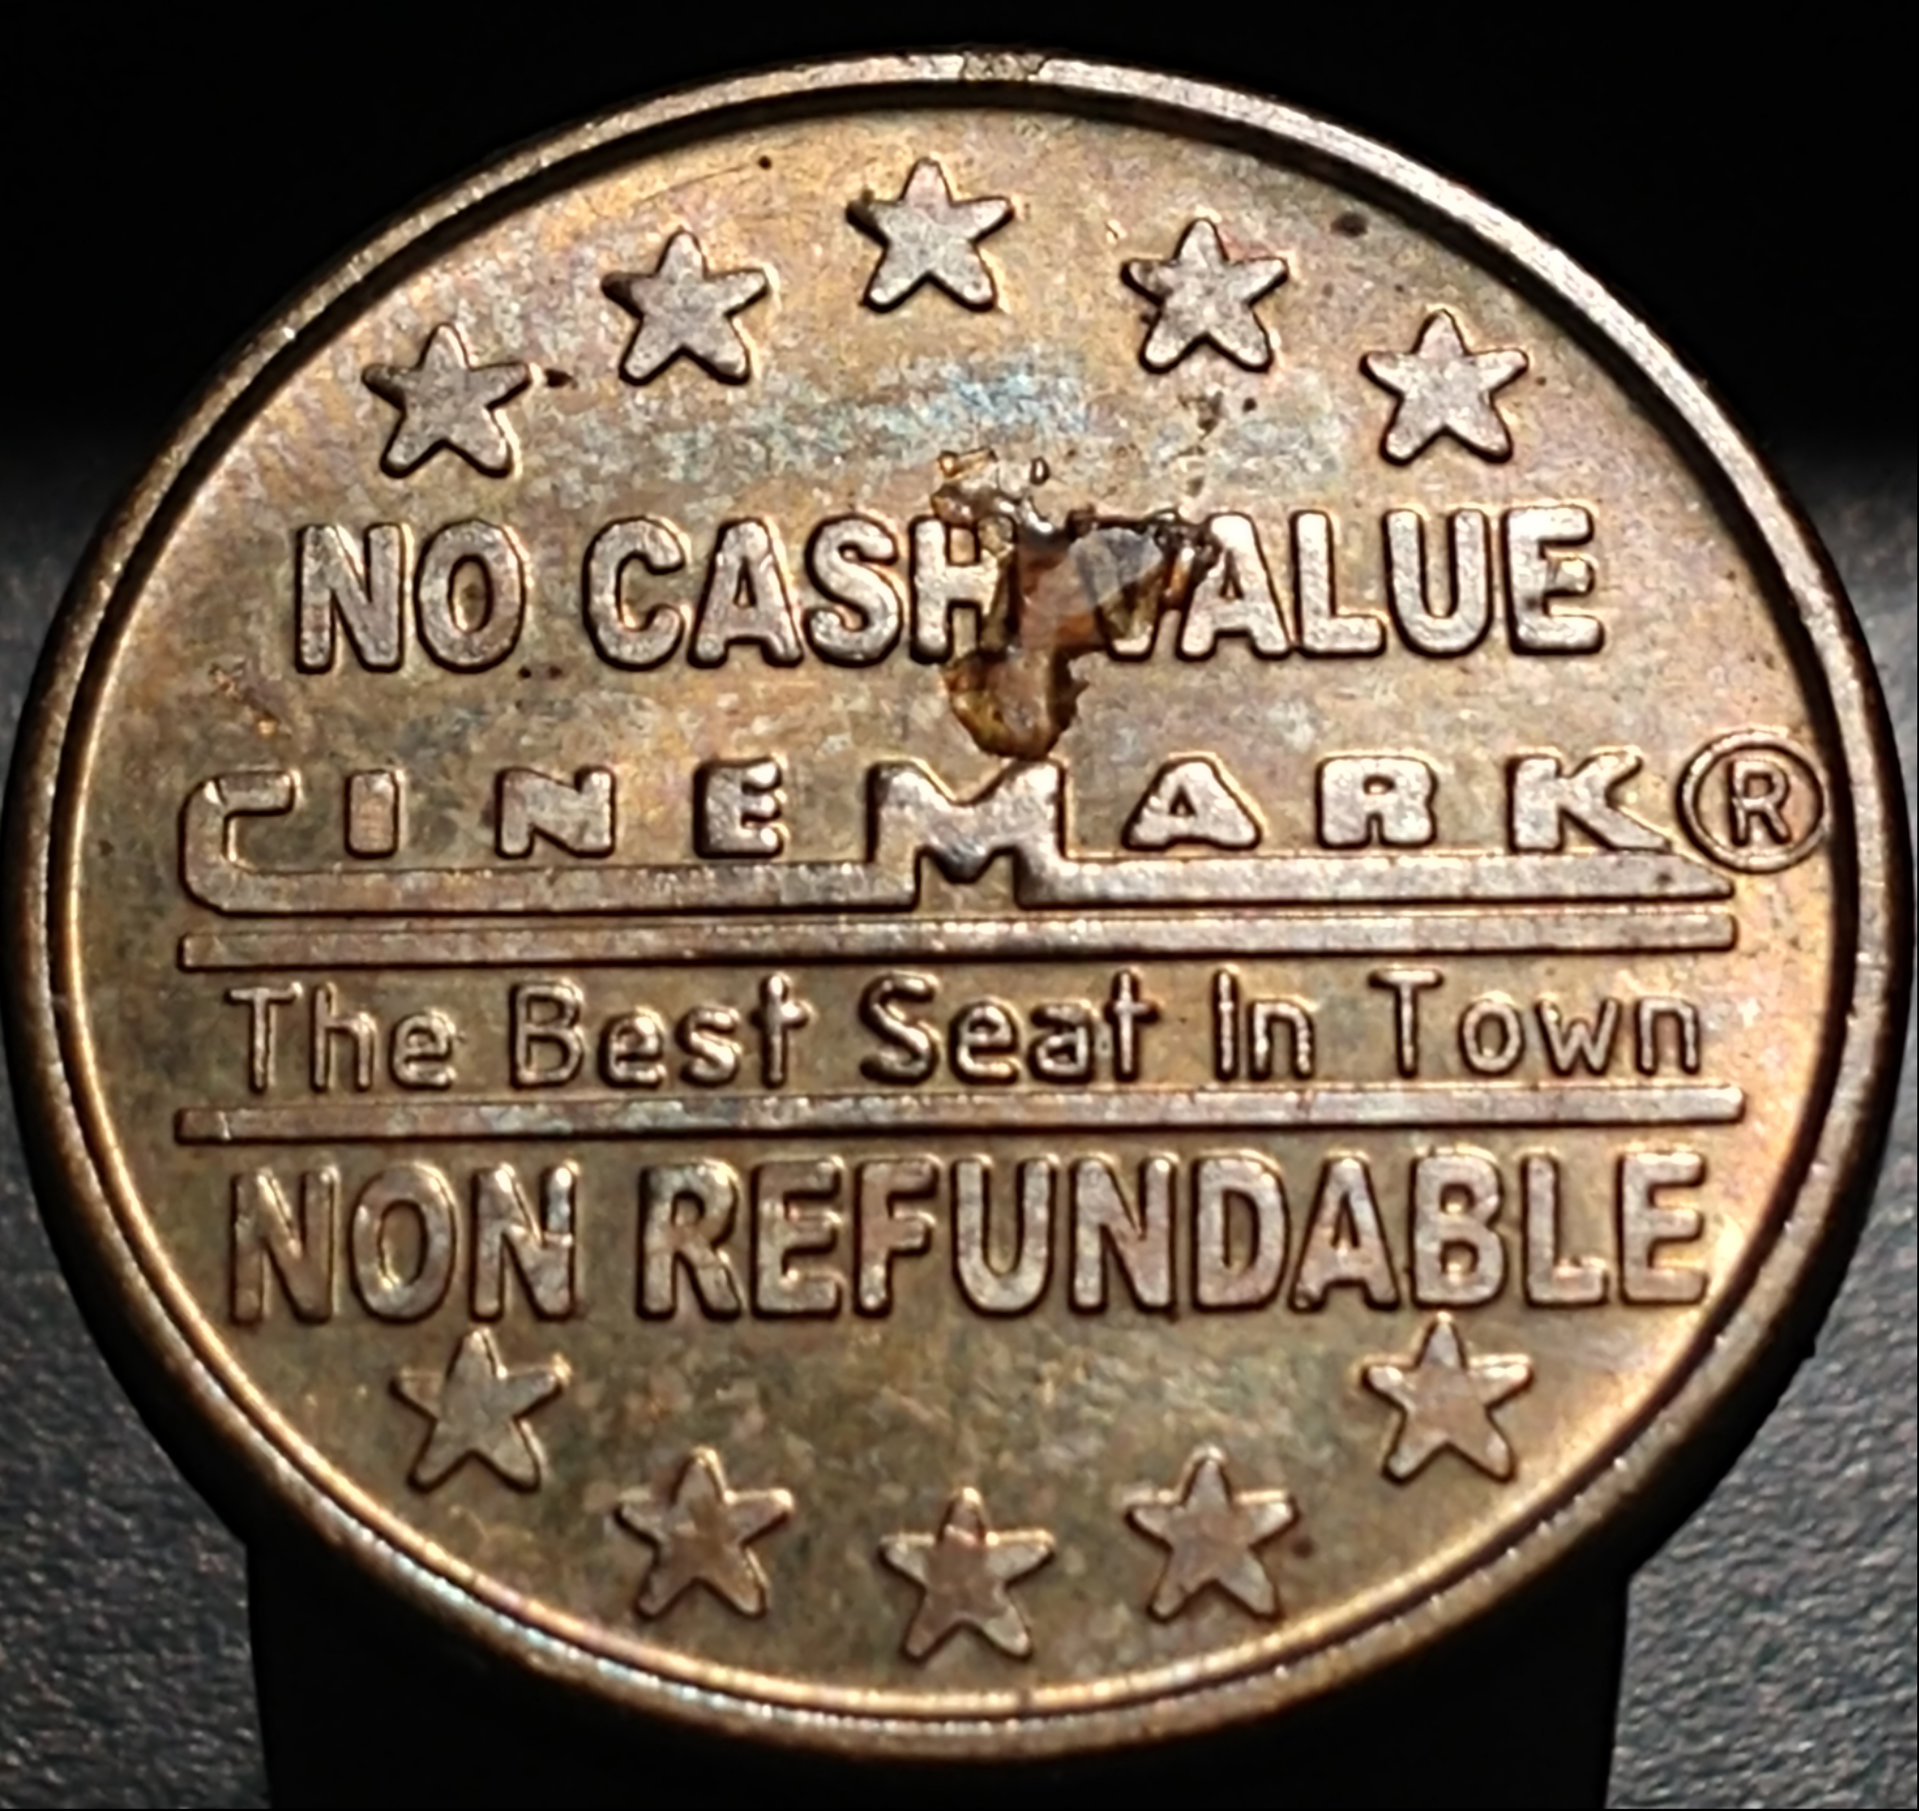 NO CASH VALUE
CINEMARK®
The Best Seat In Town
NON REFUNDABLE